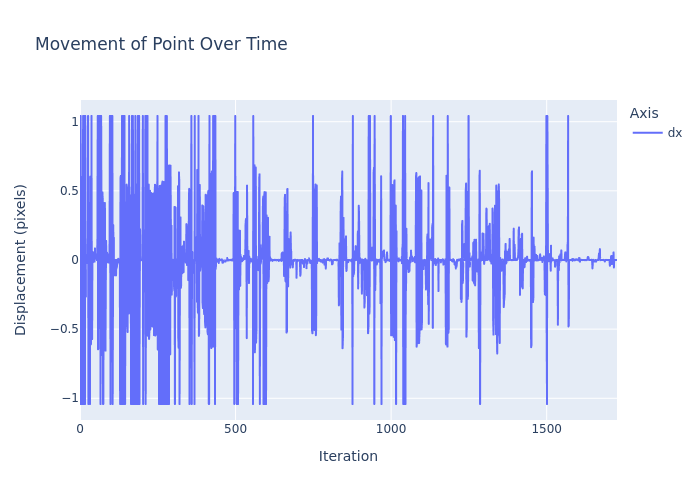 Movement of Point Over Time
Axis
dx
Displacement (pixels)
1
0.5
0
−0.5
−1
0
500
1000
1500
Iteration